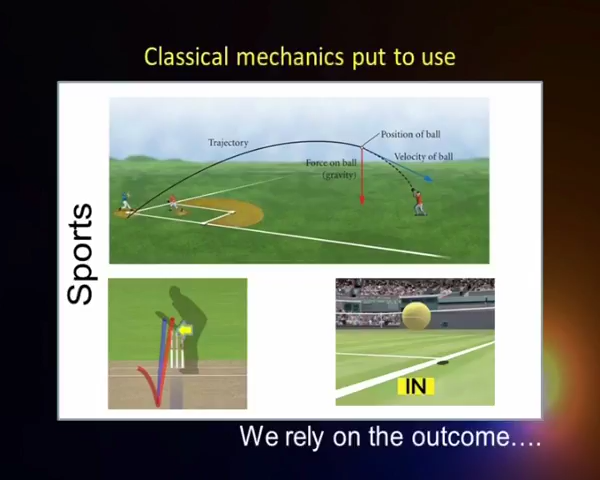 Classical mechanics put to use
Position of ball
Trajectory
Velocity of ball
Force on ball
(gravity)
Sports
IN
We rely on the outcome....